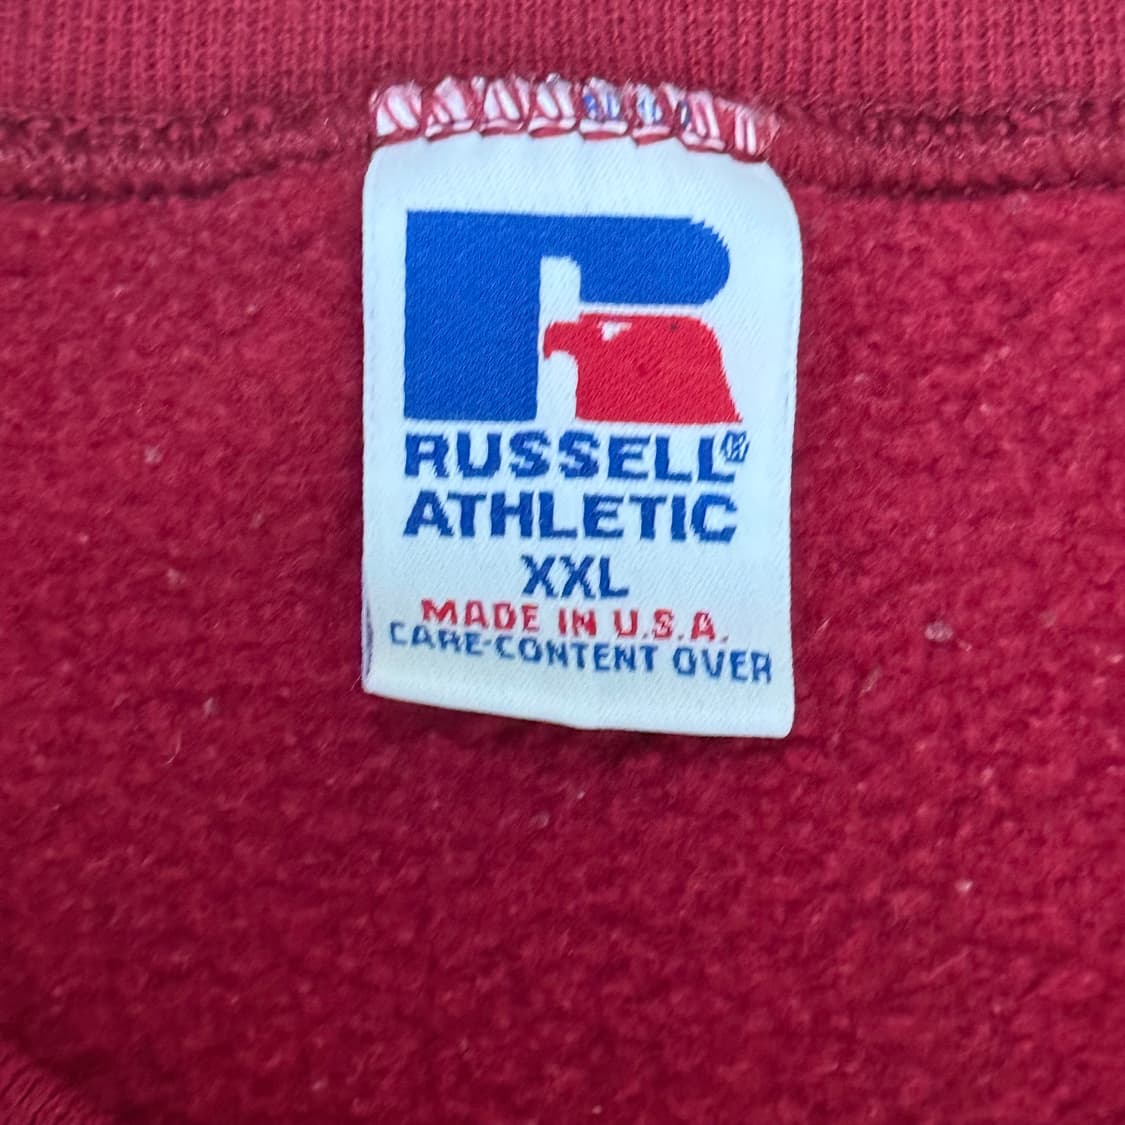 RUSSELL®
ATHLETIC
XXL
MADE IN U.S.A.
CARE-CONTENT OVER